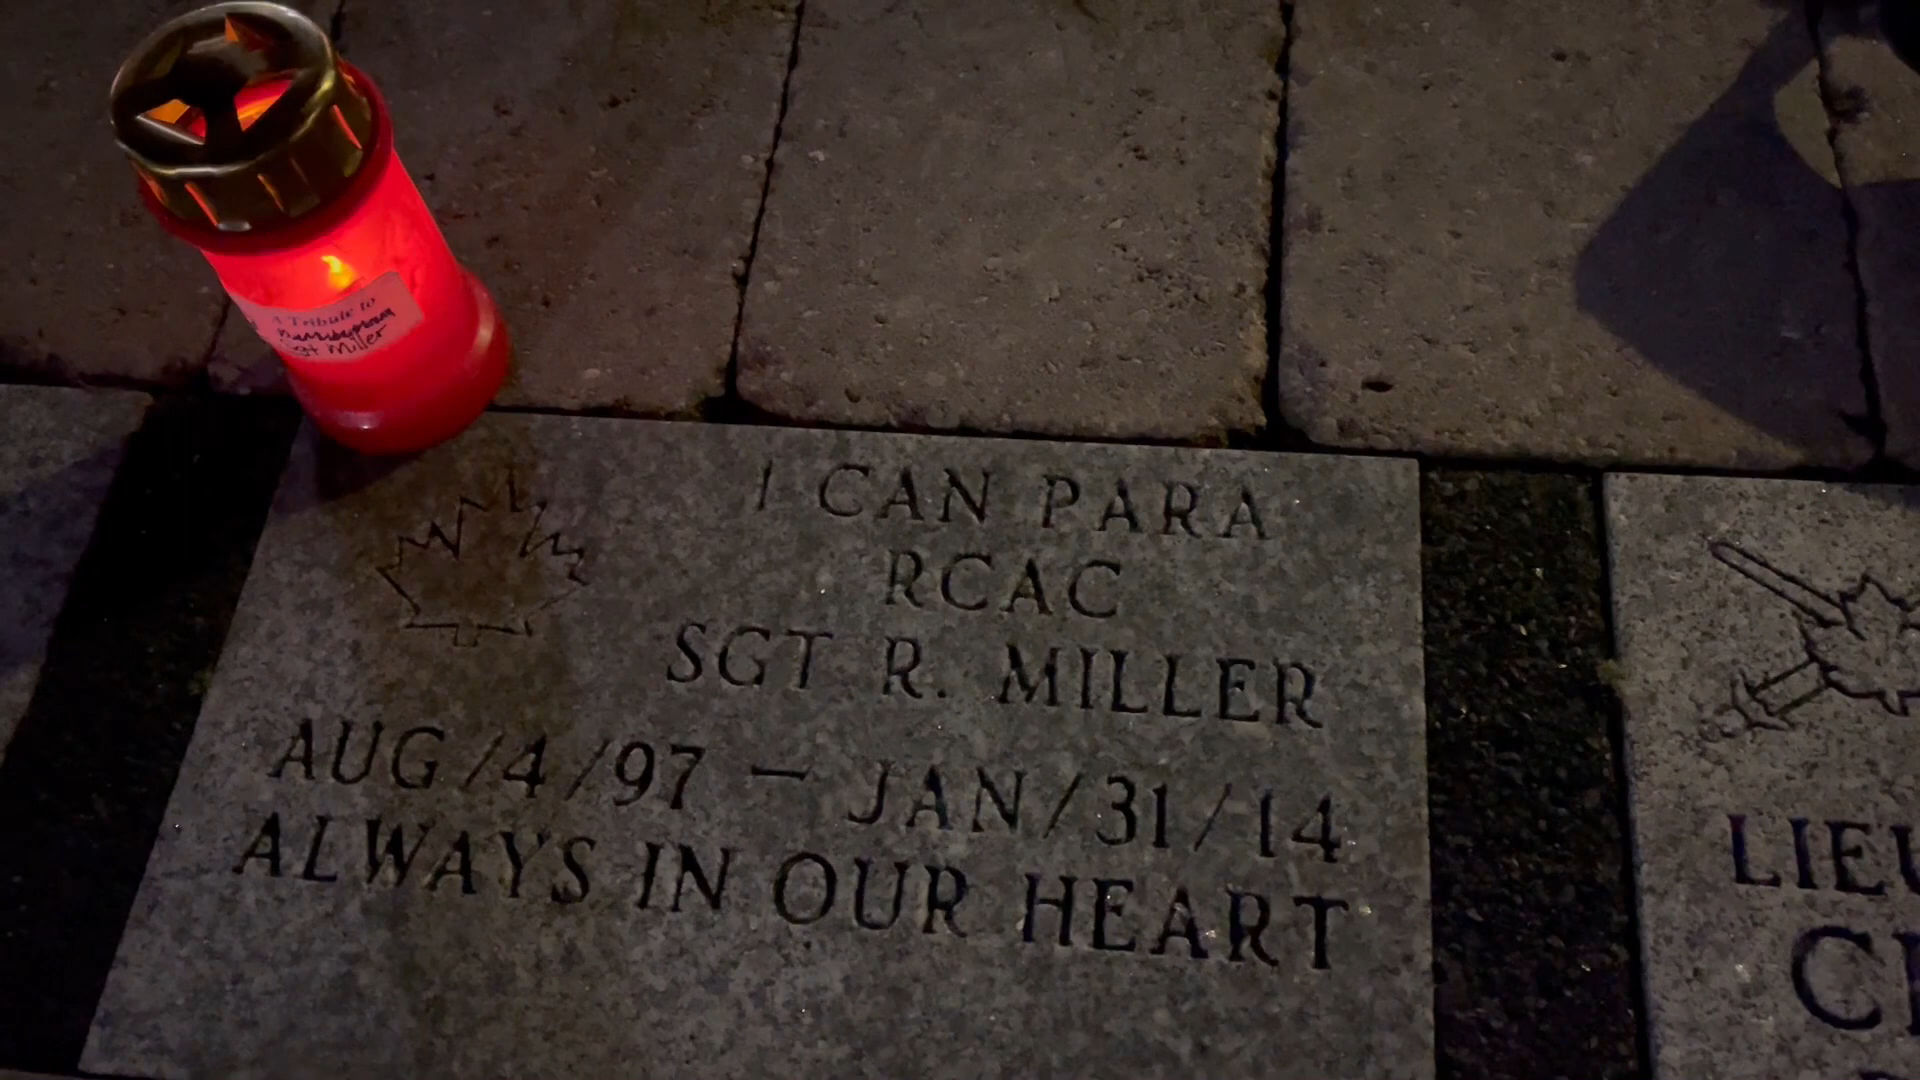 A Tribute to
Sgt Miller
1 CAN PARA
RCAC
SGT R. MILLER
AUG/4/97 – JAN/31/14
ALWAYS IN OUR HEART